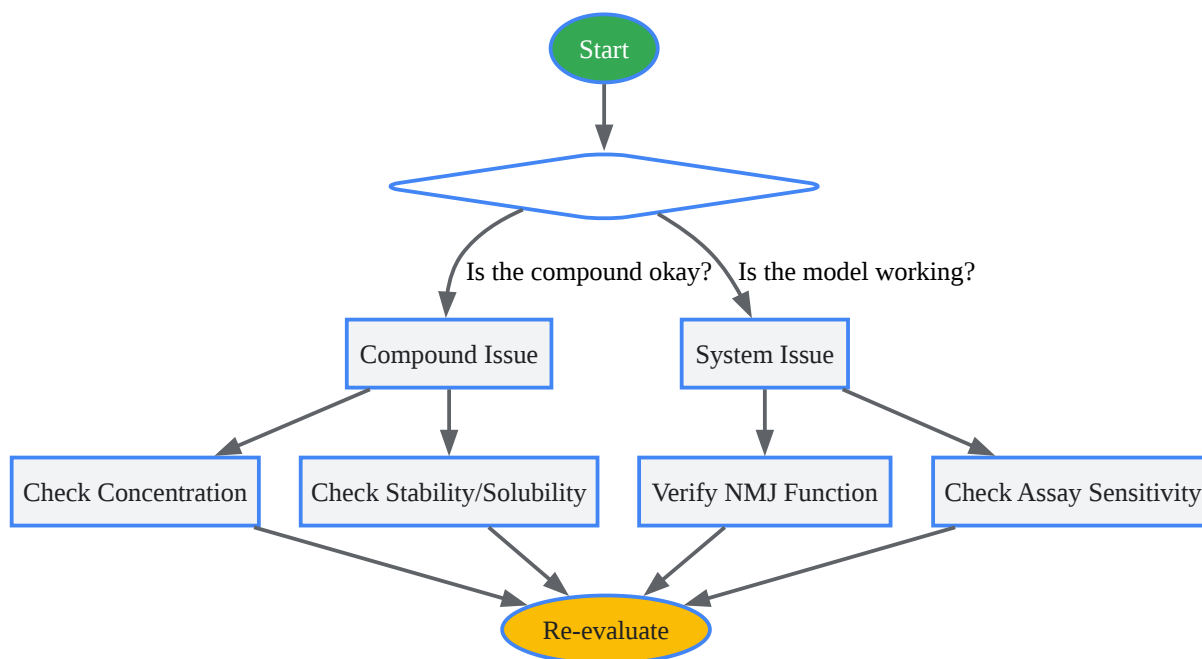 Start
Is the compound okay?
Is the model working?
Compound Issue
System Issue
Check Concentration
Check Stability/Solubility
Verify NMJ Function
Check Assay Sensitivity
Re-evaluate